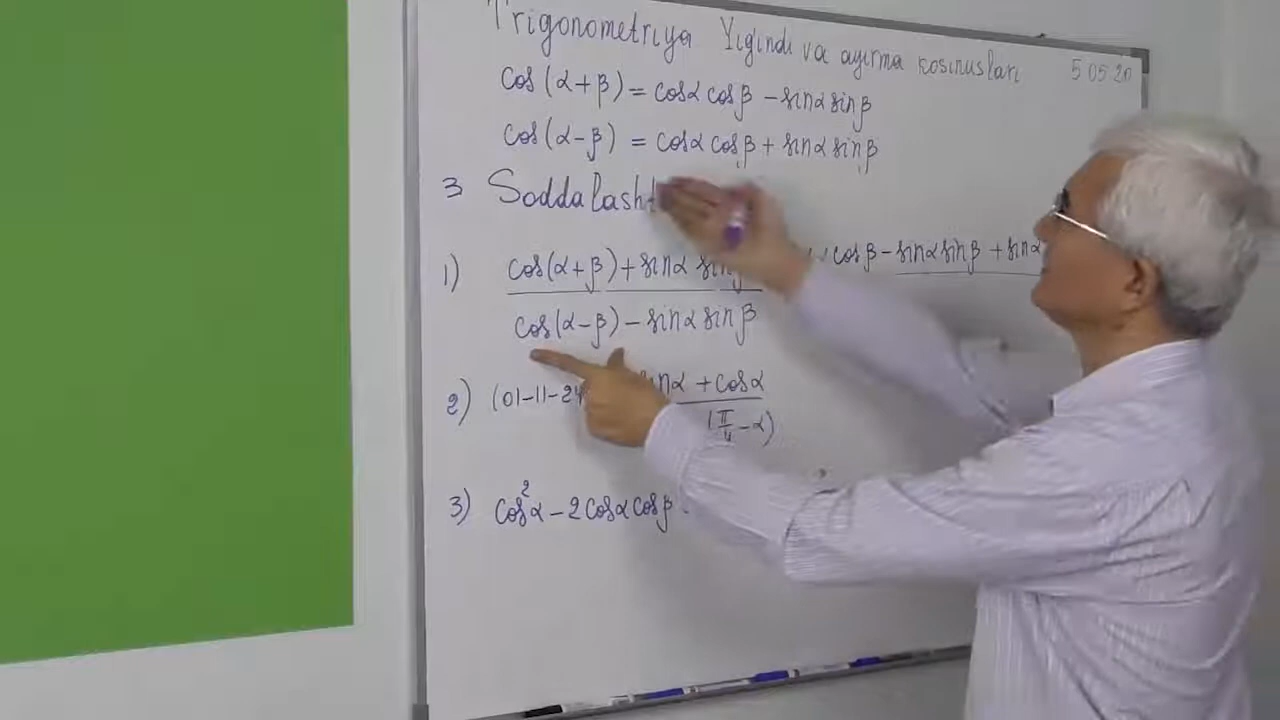 Trigonometriya Yig'indi va ayirma kosinuslari 5 05 20
cos(α+β) = cosα cosβ – sinα sinβ
cos(α–β) = cosα cosβ + sinα sinβ
3 Soddalasht
1) cos(α+β) + sinα sin cosβ – sinα sinβ + sinα
cos(α–β) – sinα sinβ
2) (01–11–24 sinα + cosα
(π/4 – α)
3) cos²α – 2cosα cosβ